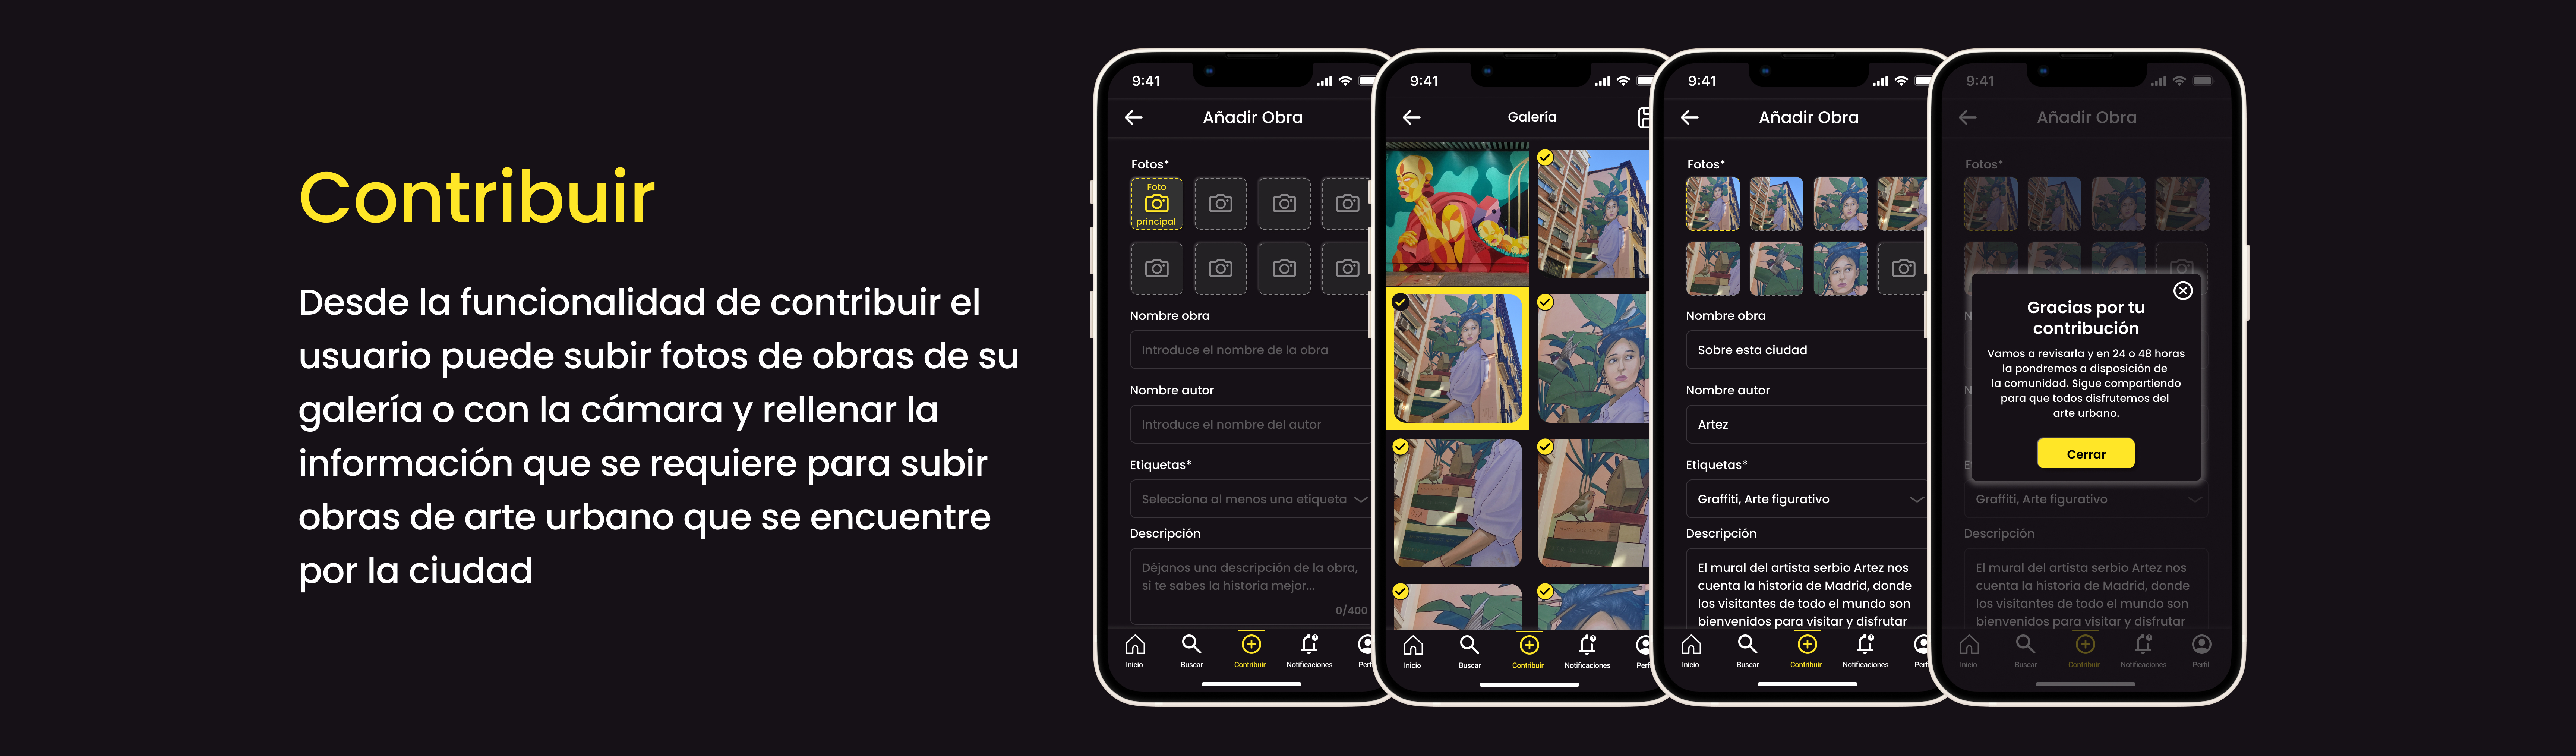 Contribuir
Desde la funcionalidad de contribuir el
usuario puede subir fotos de obras de su
galería o con la cámara y rellenar la
información que se requiere para subir
obras de arte urbano que se encuentre
por la ciudad
9:41
Añadir Obra
Fotos*
Foto
principal
Nombre obra
Introduce el nombre de la obra
Nombre autor
Introduce el nombre del autor
Etiquetas*
Selecciona al menos una etiqueta
Descripción
Déjanos una descripción de la obra,
si te sabes la historia mejor...
0/400
Inicio
Buscar
Contribuir
Notificaciones
Perf
9:41
Galería
Inicio
Buscar
Contribuir
Notificaciones
Perf
9:41
Añadir Obra
Fotos*
Nombre obra
Sobre esta ciudad
Nombre autor
Artez
Etiquetas*
Graffiti, Arte figurativo
Descripción
El mural del artista serbio Artez nos
cuenta la historia de Madrid, donde
los visitantes de todo el mundo son
bienvenidos para visitar y disfrutar
Inicio
Buscar
Contribuir
Notificaciones
Perf
9:41
Añadir Obra
Fotos*
Gracias por tu
contribución
Vamos a revisarla y en 24 o 48 horas
la pondremos a disposición de
la comunidad. Sigue compartiendo
para que todos disfrutemos del
arte urbano.
Cerrar
Graffiti, Arte figurativo
Descripción
El mural del artista serbio Artez nos
cuenta la historia de Madrid, donde
los visitantes de todo el mundo son
bienvenidos para visitar y disfrutar
Inicio
Buscar
Contribuir
Notificaciones
Perfil